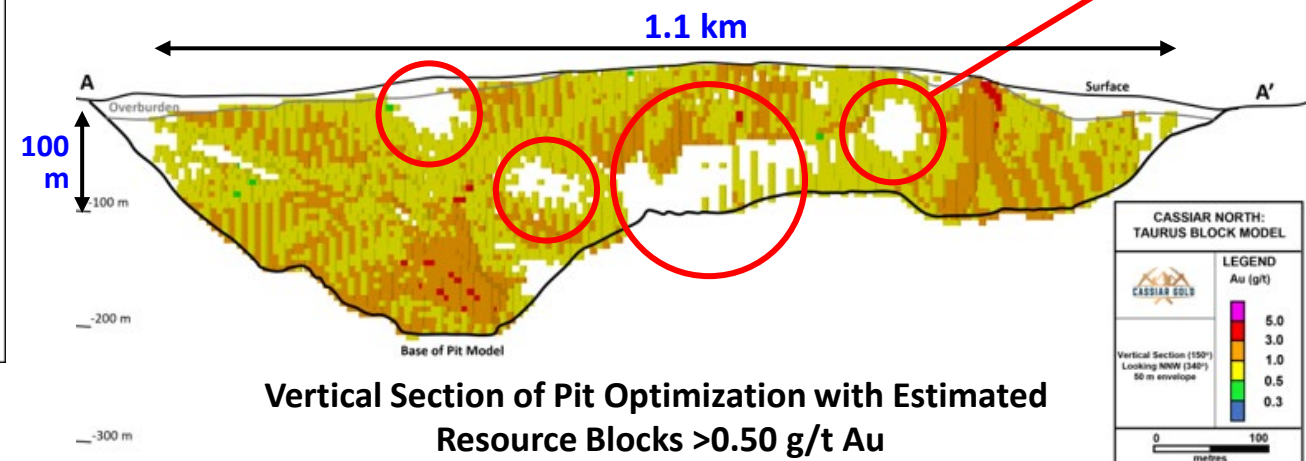 1.1 km
A
Overburden
Surface
A'
100
m
-100 m
-200 m
Base of Pit Model
-300 m
Vertical Section of Pit Optimization with Estimated
Resource Blocks >0.50 g/t Au
CASSIAR NORTH:
TAURUS BLOCK MODEL
CASSIAR GOLD
Vertical Section (150°)
Looking NNW (340°)
50 m envelope
LEGEND
Au (g/t)
5.0
3.0
1.0
0.5
0.3
0 100
metres